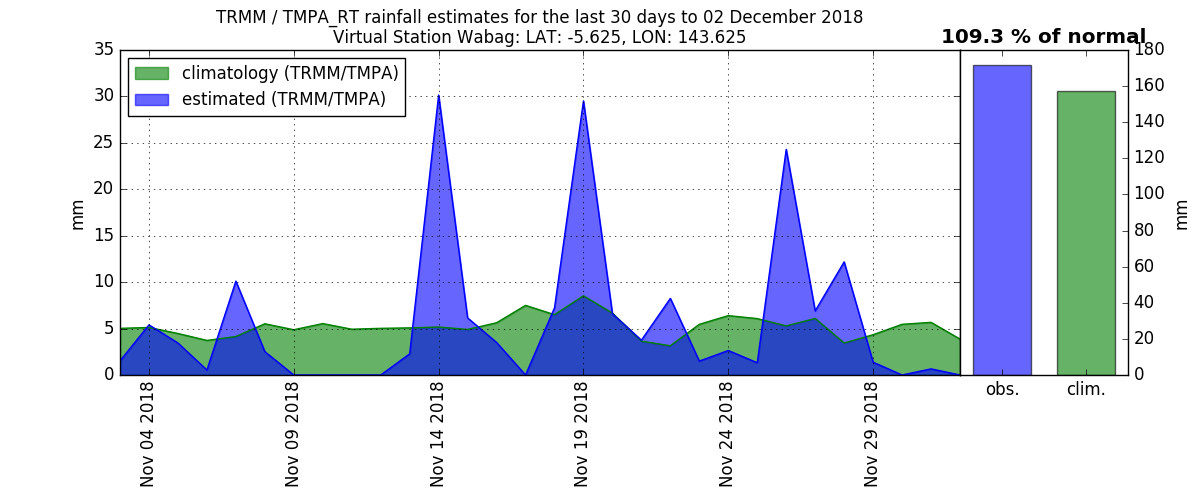 TRMM / TMPA_RT rainfall estimates for the last 30 days to 02 December 2018
Virtual Station Wabag: LAT: -5.625, LON: 143.625
109.3 % of normal
climatology (TRMM/TMPA)
estimated (TRMM/TMPA)
mm
35
30
25
20
15
10
5
0
Nov 04 2018
Nov 09 2018
Nov 14 2018
Nov 19 2018
Nov 24 2018
Nov 29 2018
180
160
140
120
100
80
60
40
20
0
mm
obs.
clim.